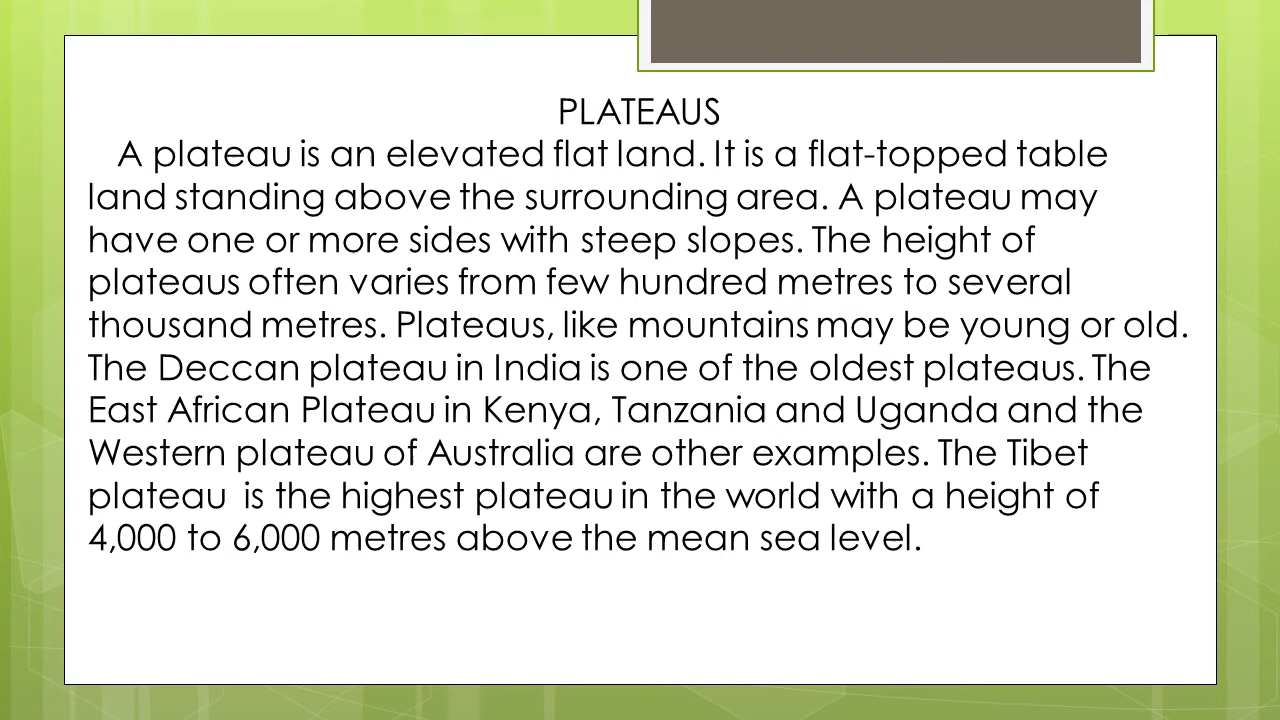 PLATEAUS
A plateau is an elevated flat land. It is a flat-topped table
land standing above the surrounding area. A plateau may
have one or more sides with steep slopes. The height of
plateaus often varies from few hundred metres to several
thousand metres. Plateaus, like mountains may be young or old.
The Deccan plateau in India is one of the oldest plateaus. The
East African Plateau in Kenya, Tanzania and Uganda and the
Western plateau of Australia are other examples. The Tibet
plateau  is the highest plateau in the world with a height of
4,000 to 6,000 metres above the mean sea level.